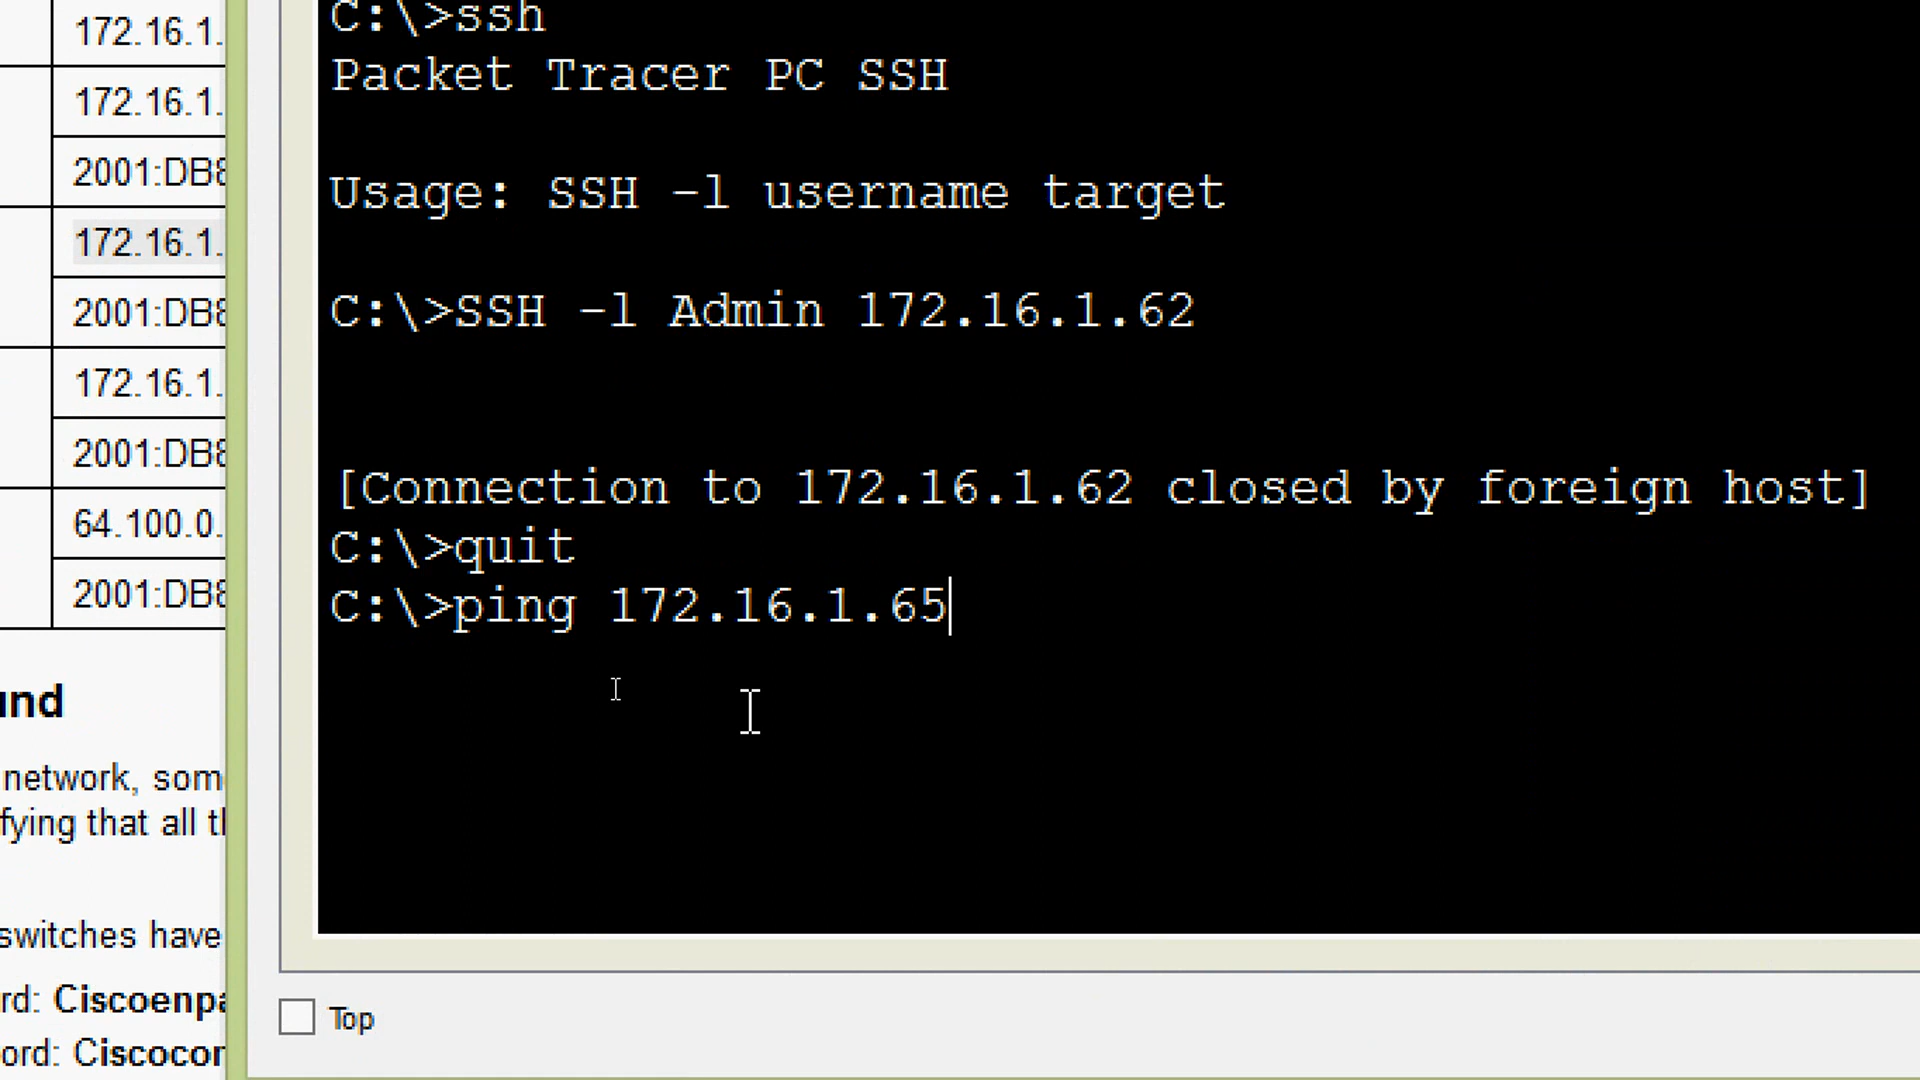 172.16.1.
172.16.1.
2001:DB8
172.16.1.
2001:DB8
172.16.1.
2001:DB8
64.100.0.
2001:DB8
und
network, som
fying that all th
switches have
rd: Ciscoenpa
ord: Ciscocon
C:\>ssh
Packet Tracer PC SSH
Usage: SSH -l username target
C:\>SSH -l Admin 172.16.1.62
[Connection to 172.16.1.62 closed by foreign host]
C:\>quit
C:\>ping 172.16.1.65
Top